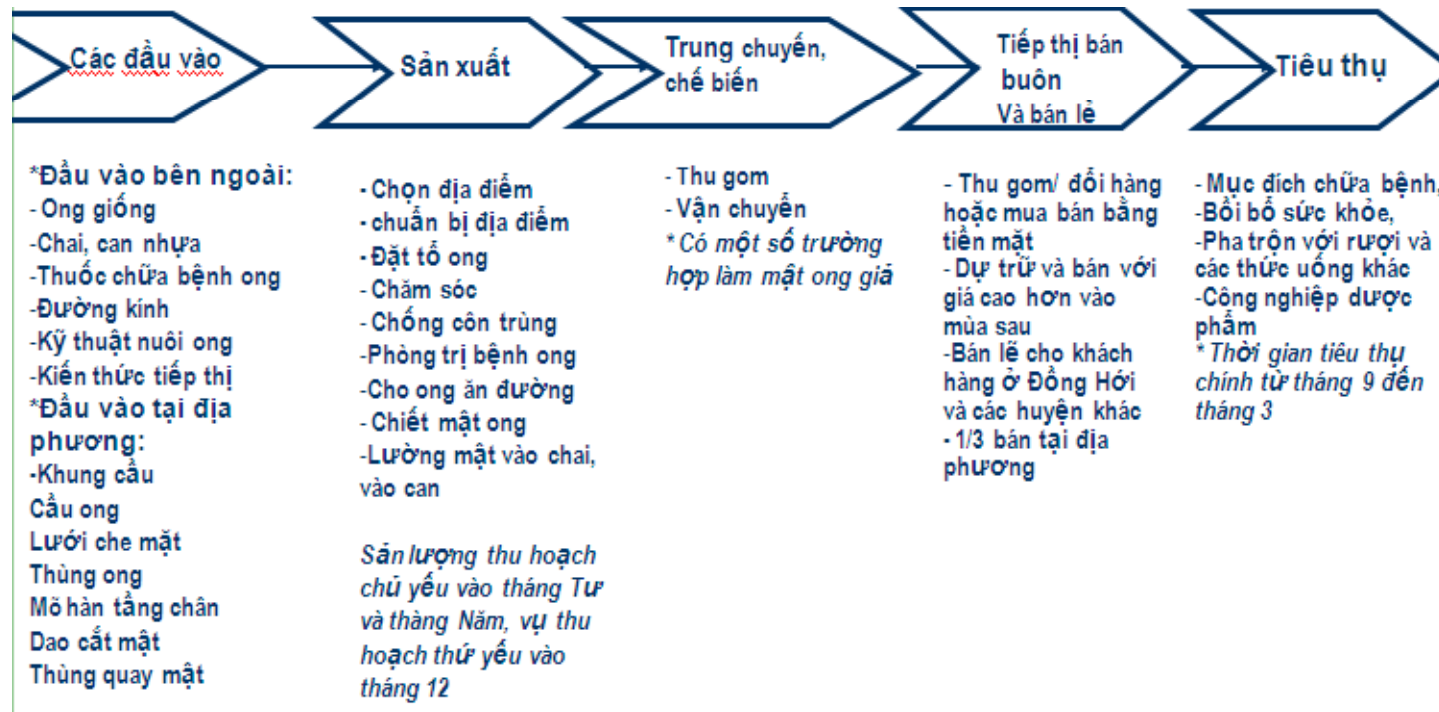 Các đầu vào
Sản xuất
Trung chuyến,
chế biến
Tiếp thị bán
buôn
Và bán lẻ
Tiêu thụ
*Đầu vào bên ngoài:
- Ong giống
-Chai, can nhựa
-Thuốc chữa bệnh ong
-Đường kính
-Kỹ thuật nuôi ong
-Kiến thức tiếp thị
*Đầu vào tại địa
phương:
-Khung cầu
Cầu ong
Lưới che mặt
Thùng ong
Mõ hàn tầng chân
Dao cắt mật
Thùng quay mật
- Chọn địa điểm
- chuẩn bị địa điểm
- Đặt tổ ong
- Chăm sóc
- Chống côn trùng
-Phòng trị bệnh ong
-Cho ong ăn đường
- Chiết mật ong
-Lường mật vào chai,
vào can
Sản lượng thu hoạch
chủ yếu vào tháng Tư
và thàng Năm, vụ thu
hoạch thứ yếu vào
tháng 12
- Thu gom
- Vận chuyển
* Có một số trường
hợp làm mật ong giả
- Thu gom/ đổi hàng
hoặc mua bán bằng
tiền mặt
- Dự trữ và bán với
giá cao hơn vào
mùa sau
-Bán lẽ cho khách
hàng ở Đồng Hới
và các huyện khác
- 1/3 bán tại địa
phương
- Mục đích chữa bệnh,
-Bồi bổ sức khỏe,
-Pha trộn với rượi và
các thức uống khác
-Công nghiệp dược
phẩm
* Thời gian tiêu thụ
chính từ tháng 9 đến
tháng 3